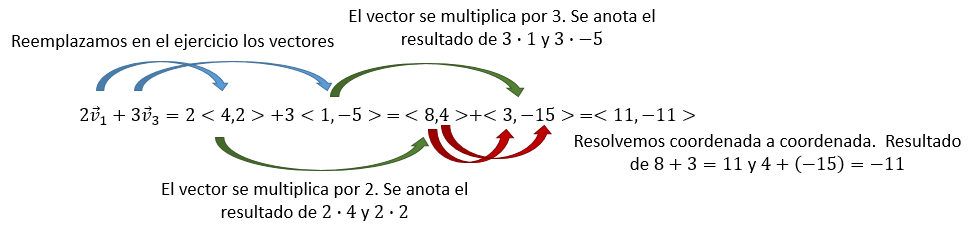 El vector se multiplica por 3. Se anota el
resultado de 3 ∙ 1 y 3 ∙ −5
Reemplazamos en el ejercicio los vectores
2v⃗₁ + 3v⃗₃ = 2 < 4,2 > +3 < 1, −5 > =< 8,4 >+< 3, −15 > =< 11, −11 >
Resolvemos coordenada a coordenada. Resultado
de 8 + 3 = 11 y 4 + (−15) = −11
El vector se multiplica por 2. Se anota el
resultado de 2 ∙ 4 y 2 ∙ 2